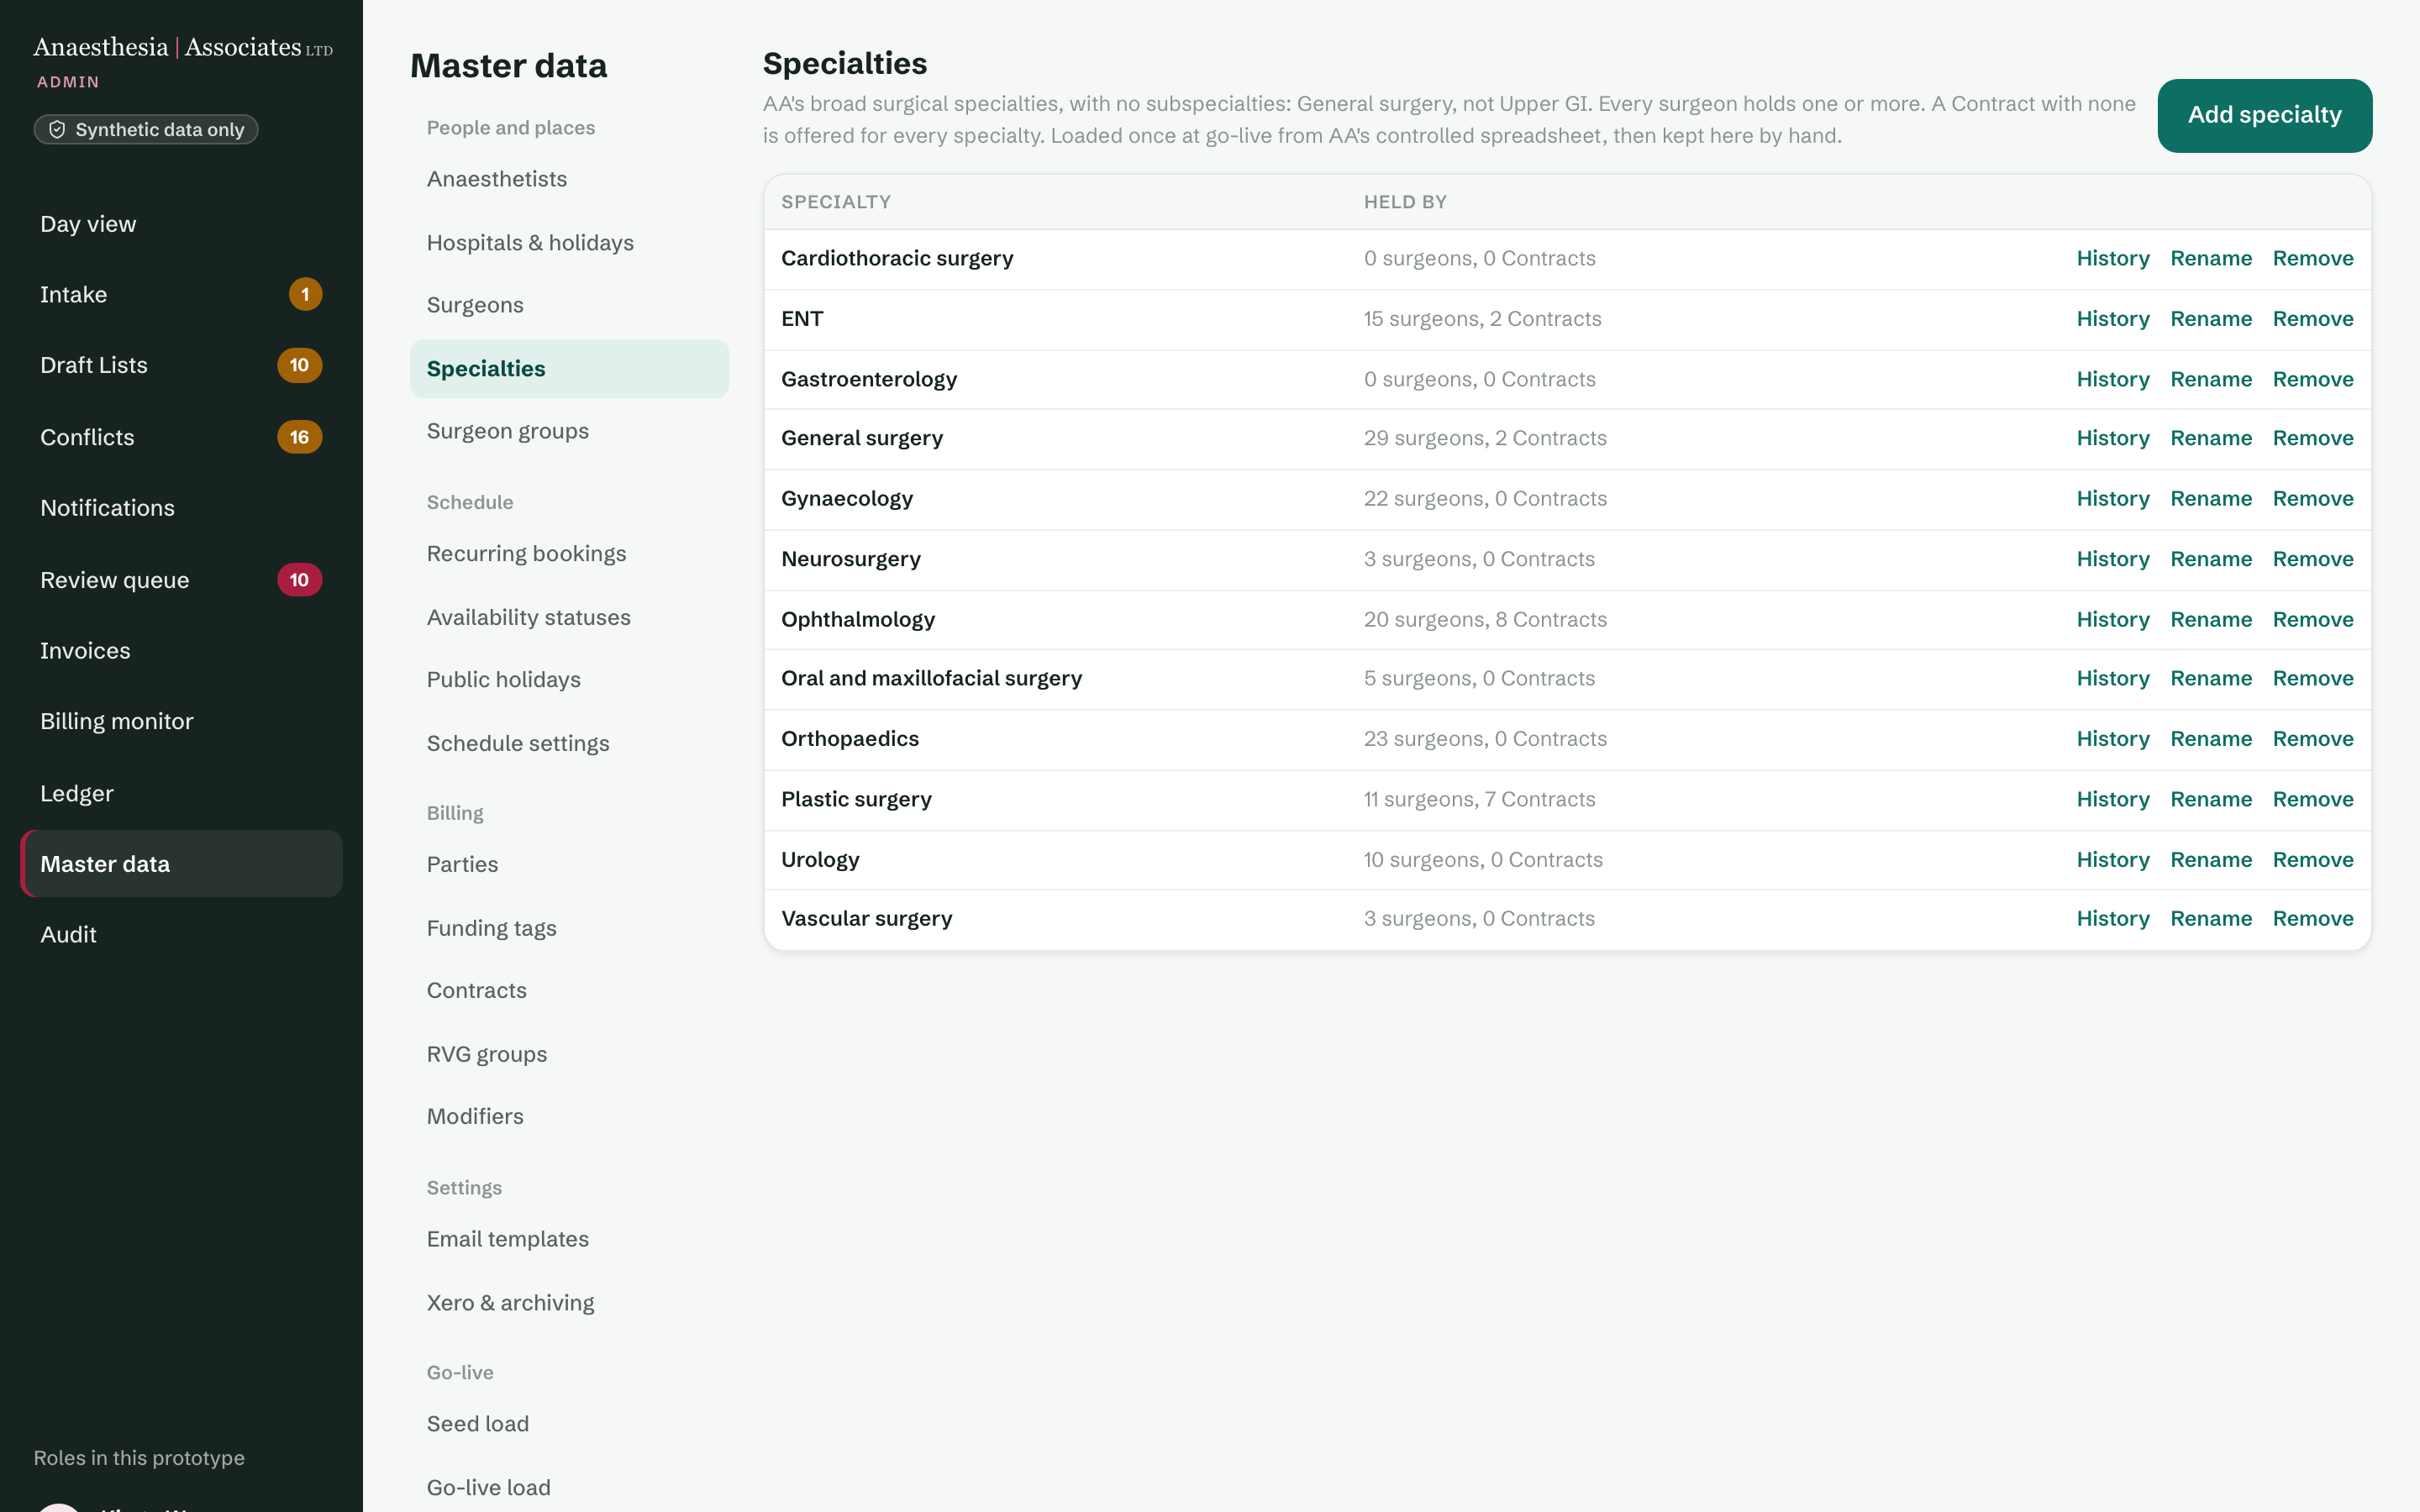 Anaesthesia | Associates LTD
ADMIN
Synthetic data only
Day view
Intake 1
Draft Lists 10
Conflicts 16
Notifications
Review queue 10
Invoices
Billing monitor
Ledger
Master data
Audit
Roles in this prototype
Master data
People and places
Anaesthetists
Hospitals & holidays
Surgeons
Specialties
Surgeon groups
Schedule
Recurring bookings
Availability statuses
Public holidays
Schedule settings
Billing
Parties
Funding tags
Contracts
RVG groups
Modifiers
Settings
Email templates
Xero & archiving
Go-live
Seed load
Go-live load
Specialties
AA's broad surgical specialties, with no subspecialties: General surgery, not Upper GI. Every surgeon holds one or more. A Contract with none
is offered for every specialty. Loaded once at go-live from AA's controlled spreadsheet, then kept here by hand.
Add specialty
SPECIALTY HELD BY
Cardiothoracic surgery 0 surgeons, 0 Contracts History Rename Remove
ENT 15 surgeons, 2 Contracts History Rename Remove
Gastroenterology 0 surgeons, 0 Contracts History Rename Remove
General surgery 29 surgeons, 2 Contracts History Rename Remove
Gynaecology 22 surgeons, 0 Contracts History Rename Remove
Neurosurgery 3 surgeons, 0 Contracts History Rename Remove
Ophthalmology 20 surgeons, 8 Contracts History Rename Remove
Oral and maxillofacial surgery 5 surgeons, 0 Contracts History Rename Remove
Orthopaedics 23 surgeons, 0 Contracts History Rename Remove
Plastic surgery 11 surgeons, 7 Contracts History Rename Remove
Urology 10 surgeons, 0 Contracts History Rename Remove
Vascular surgery 3 surgeons, 0 Contracts History Rename Remove